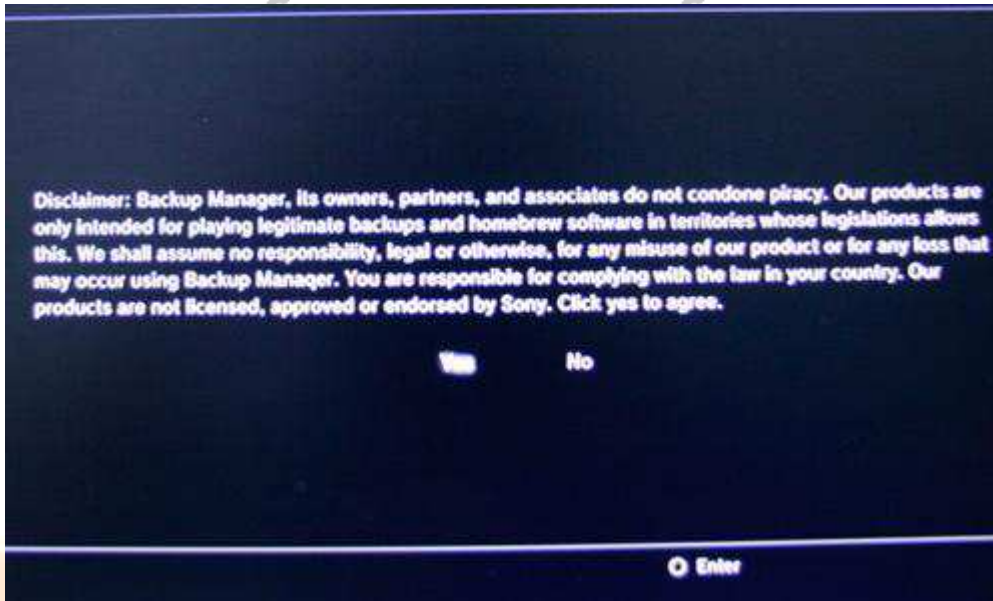 Disclaimer: Backup Manager, its owners, partners, and associates do not condone piracy. Our products are
only intended for playing legitimate backups and homebrew software in territories whose legislations allows
this. We shall assume no responsibility, legal or otherwise, for any misuse of our product or for any loss that
may occur using Backup Manager. You are responsible for complying with the law in your country. Our
products are not licensed, approved or endorsed by Sony. Click yes to agree.
Yes No
Enter